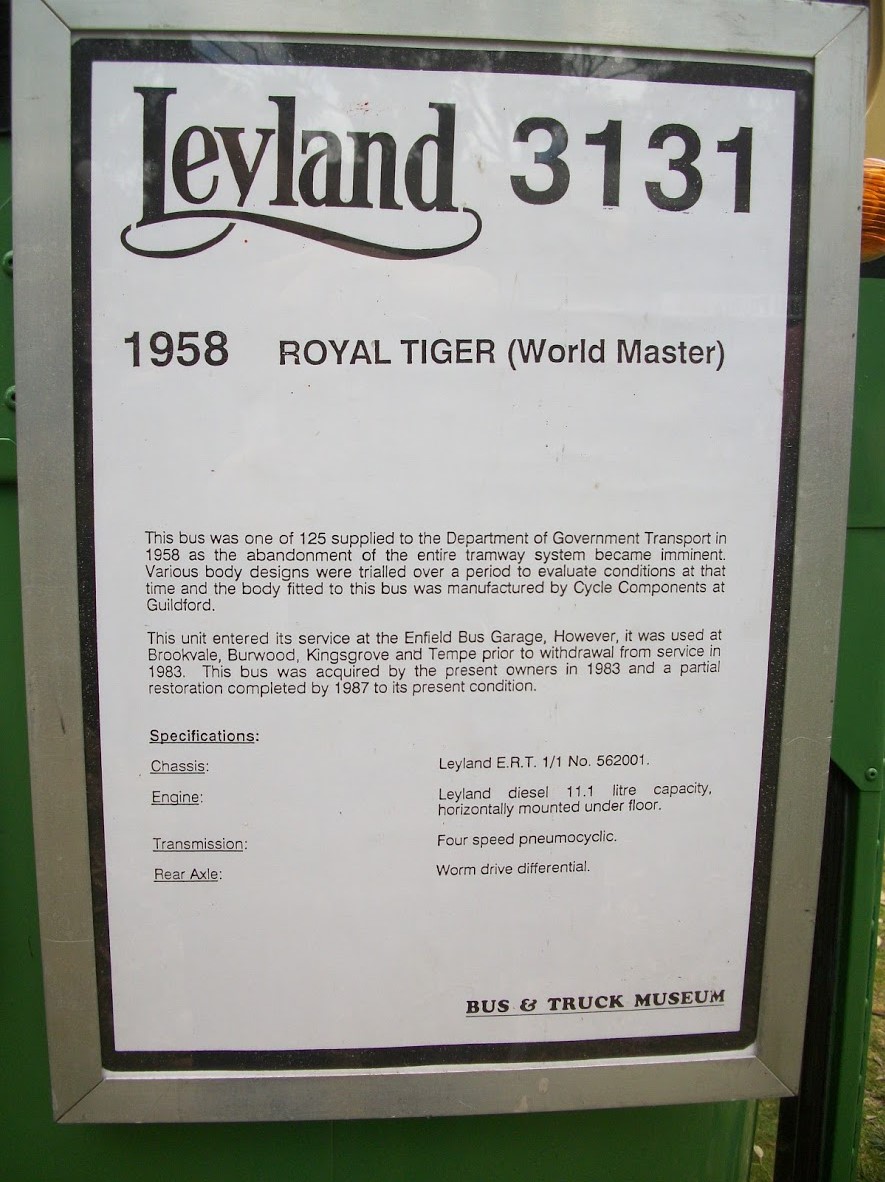 Leyland 3131
1958 ROYAL TIGER (World Master)
This bus was one of 125 supplied to the Department of Government Transport in
1958 as the abandonment of the entire tramway system became imminent.
Various body designs were trialled over a period to evaluate conditions at that
time and the body fitted to this bus was manufactured by Cycle Components at
Guildford.
This unit entered its service at the Enfield Bus Garage, However, it was used at
Brookvale, Burwood, Kingsgrove and Tempe prior to withdrawal from service in
1983. This bus was acquired by the present owners in 1983 and a partial
restoration completed by 1987 to its present condition.
Specifications:
Chassis: Leyland E.R.T. 1/1 No. 562001.
Engine: Leyland diesel 11.1 litre capacity,
horizontally mounted under floor.
Transmission: Four speed pneumocyclic.
Rear Axle: Worm drive differential.
BUS & TRUCK MUSEUM